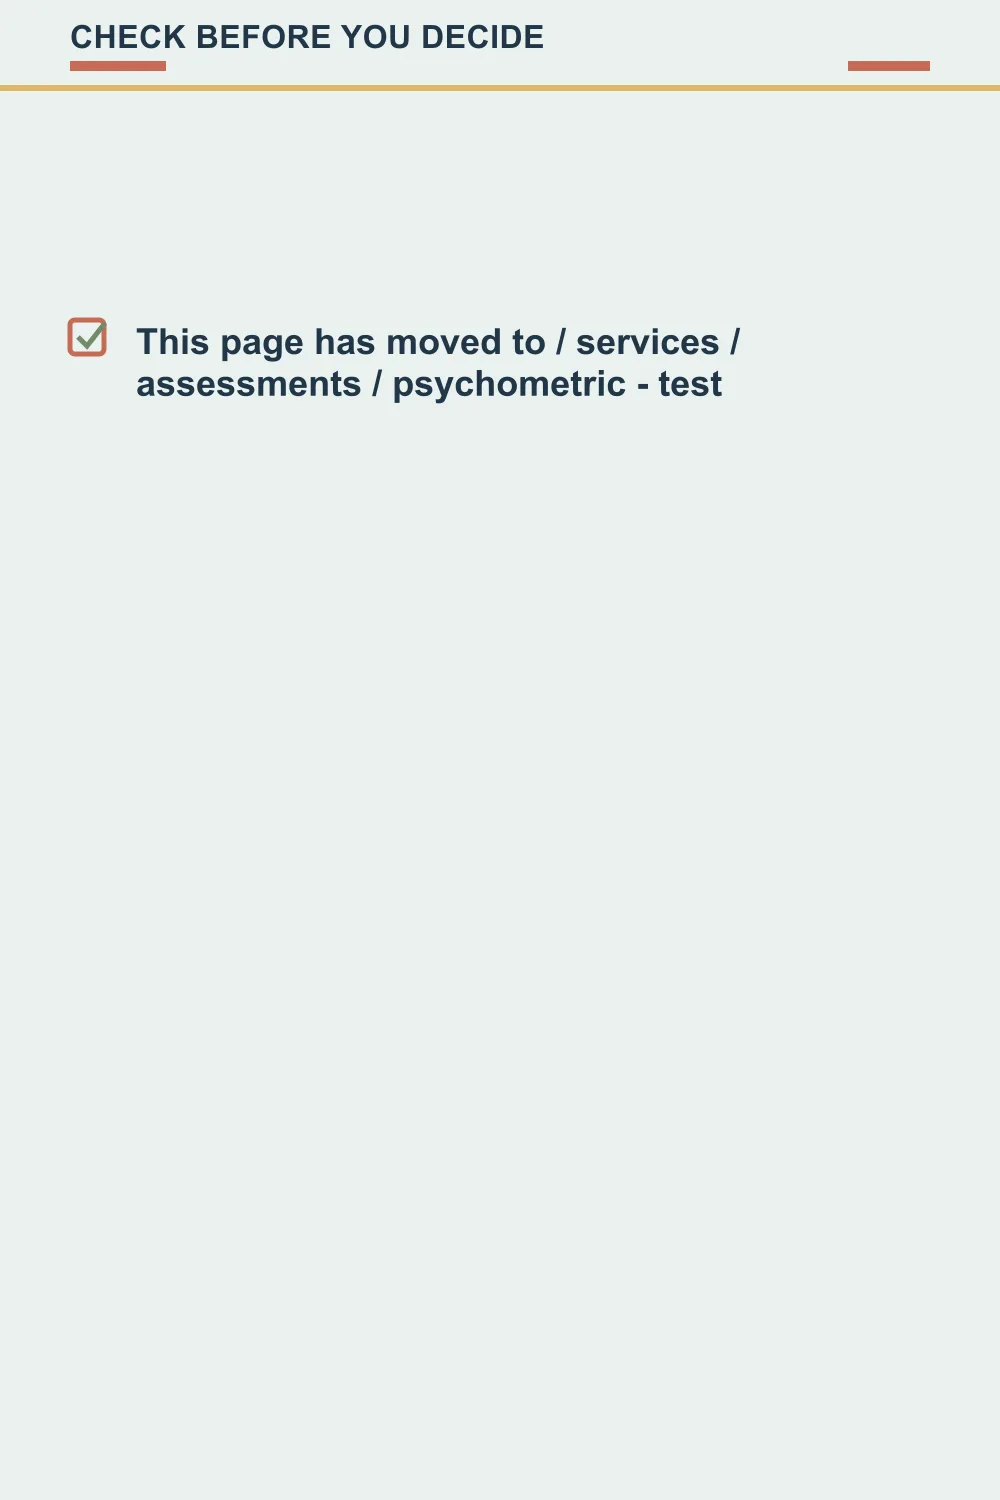 CHECK BEFORE YOU DECIDE
This page has moved to / services /
assessments / psychometric - test